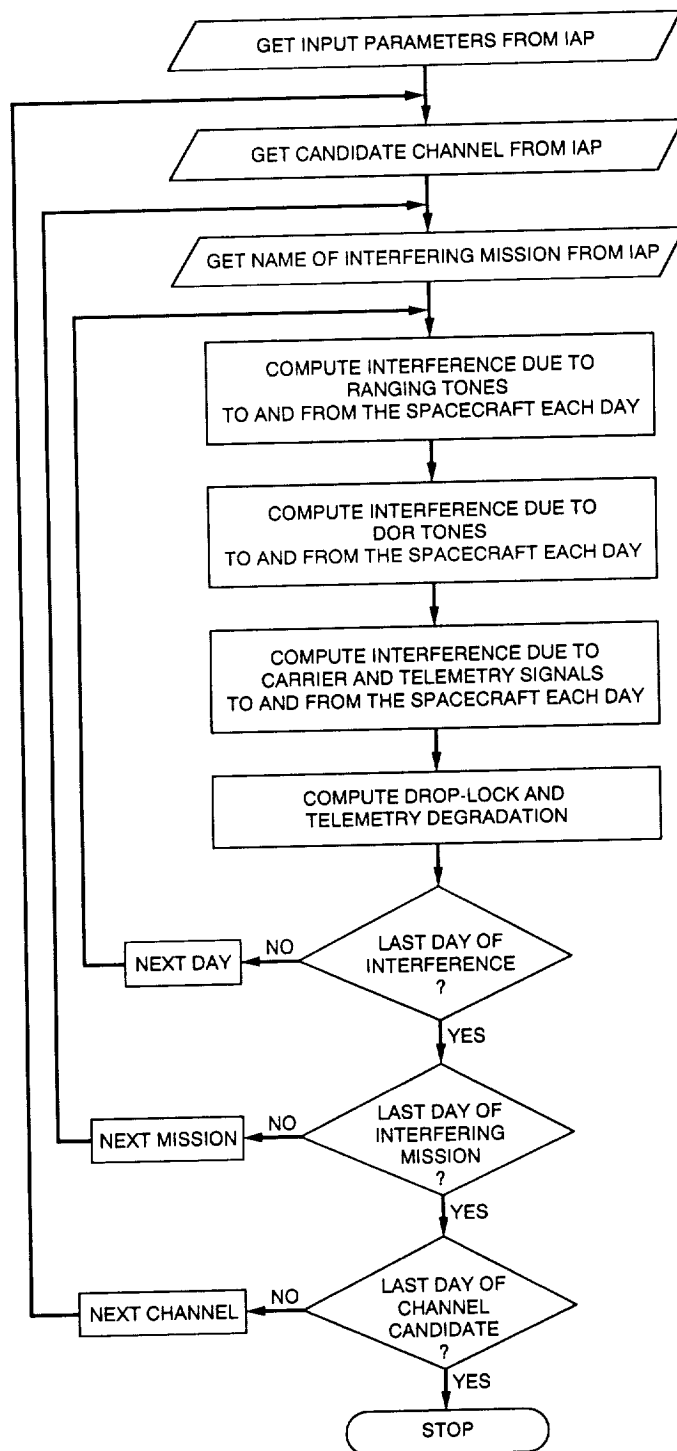 GET INPUT PARAMETERS FROM IAP
GET CANDIDATE CHANNEL FROM IAP
GET NAME OF INTERFERING MISSION FROM IAP
COMPUTE INTERFERENCE DUE TO
RANGING TONES
TO AND FROM THE SPACECRAFT EACH DAY
COMPUTE INTERFERENCE DUE TO
DOR TONES
TO AND FROM THE SPACECRAFT EACH DAY
COMPUTE INTERFERENCE DUE TO
CARRIER AND TELEMETRY SIGNALS
TO AND FROM THE SPACECRAFT EACH DAY
COMPUTE DROP-LOCK AND
TELEMETRY DEGRADATION
LAST DAY OF
INTERFERENCE
?
NO
NEXT DAY
YES
LAST DAY OF
INTERFERING
MISSION
?
NO
NEXT MISSION
YES
LAST DAY OF
CHANNEL
CANDIDATE
?
NO
NEXT CHANNEL
YES
STOP